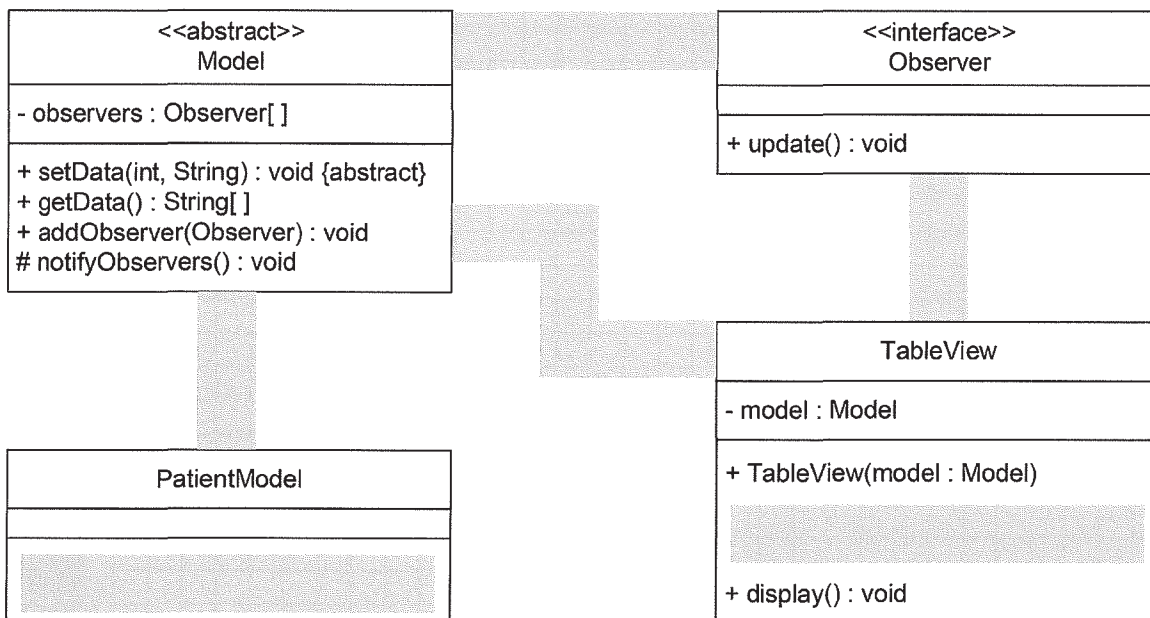 <<abstract>>
Model
- observers : Observer[ ]
+ setData(int, String) : void {abstract}
+ getData() : String[ ]
+ addObserver(Observer) : void
# notifyObservers() : void
<<interface>>
Observer
+ update() : void
PatientModel
TableView
- model : Model
+ TableView(model : Model)
+ display() : void